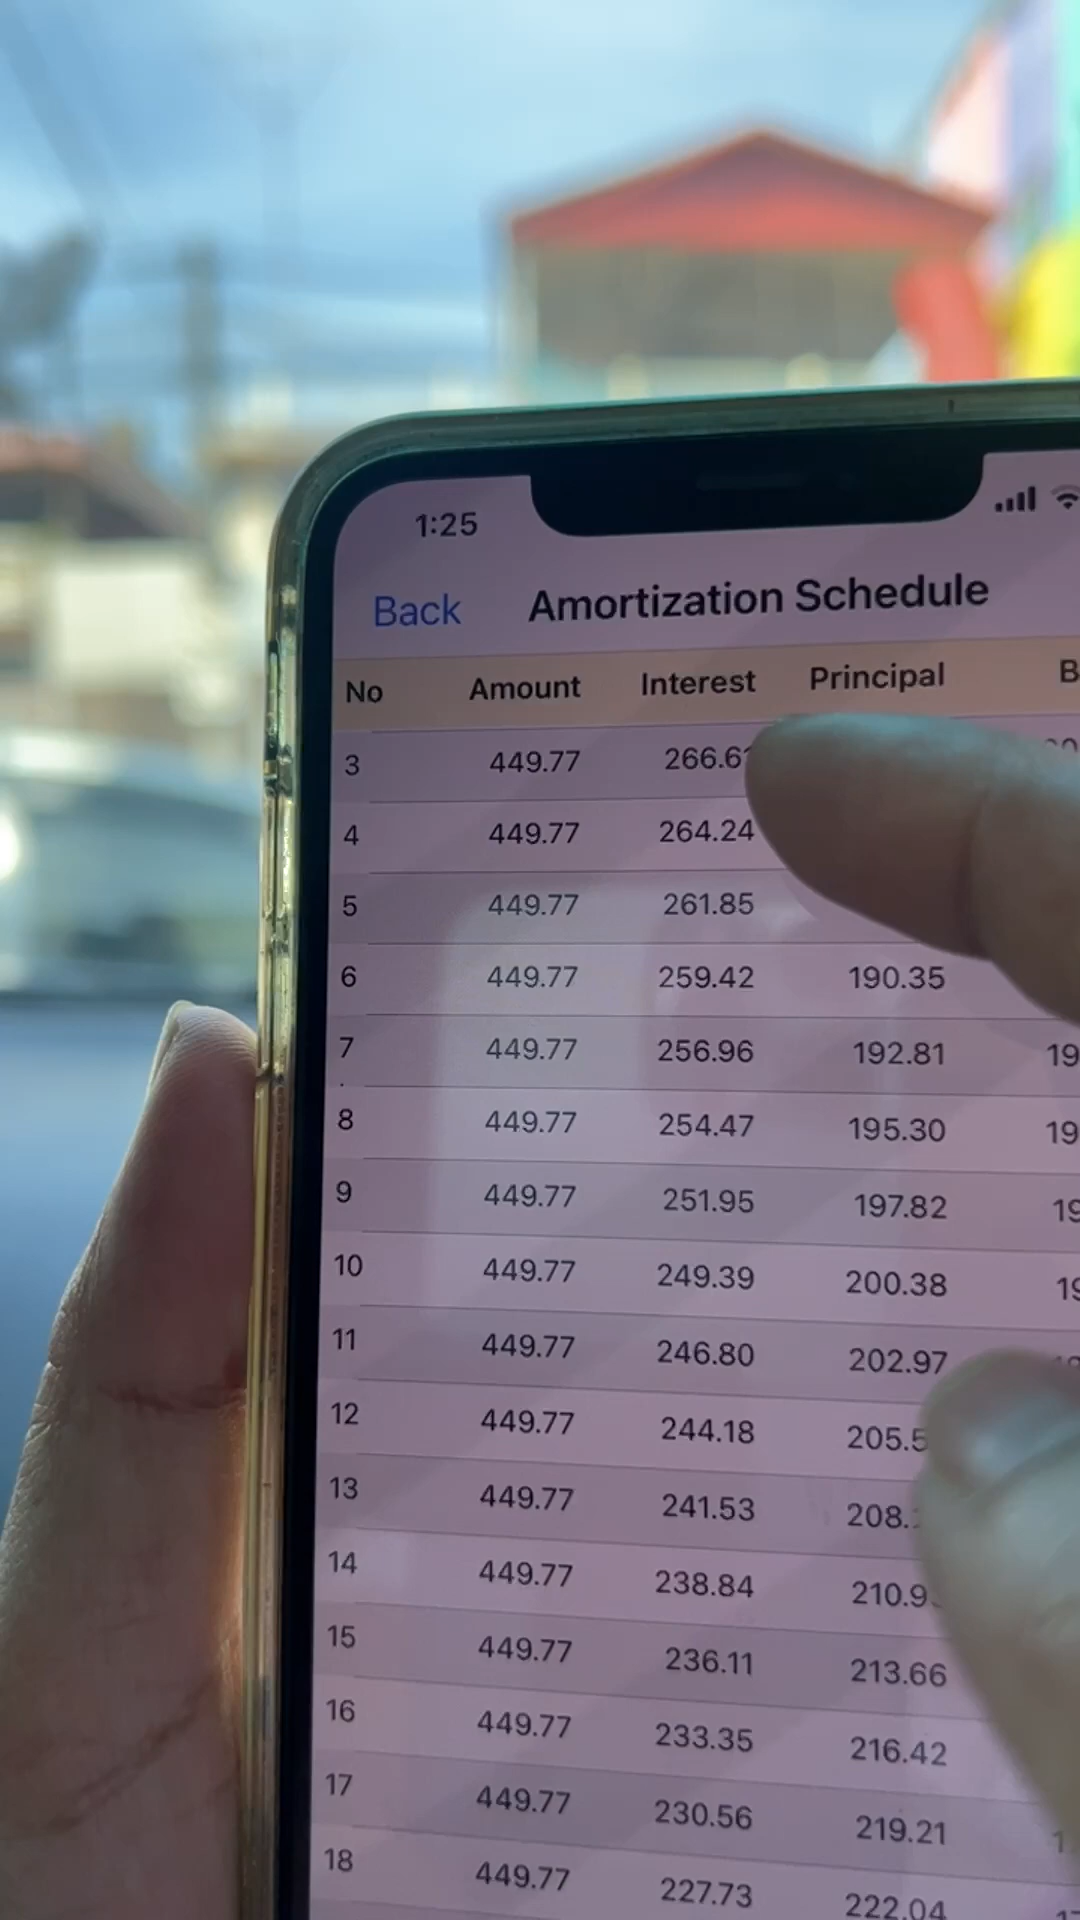 1:25
Back Amortization Schedule
No Amount Interest Principal
3 449.77
4 449.77 264.24
5 449.77 261.85
6 449.77 259.42 190.35
7 449.77 256.96 192.81
8 449.77 254.47 195.30
9 449.77 251.95 197.82
10 449.77 249.39 200.38
11 449.77 246.80 202.97
12 449.77 244.18
13 449.77 241.53
14 449.77 238.84
15 449.77 236.11 213.66
16 449.77 233.35 216.42
17 449.77 230.56 219.21
18 449.77 227.73 222.04